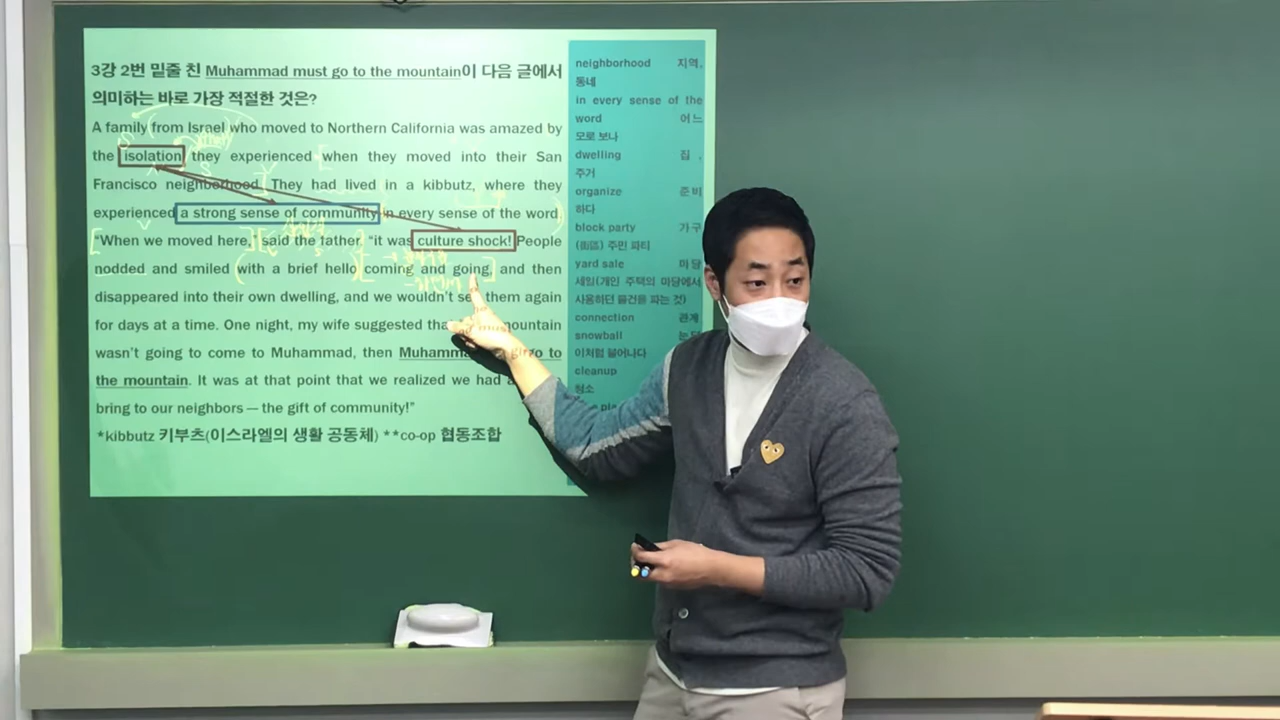 3강 2번 밑줄 친 Muhammad must go to the mountain이 다음 글에서
의미하는 바로 가장 적절한 것은?
A family from Israel who moved to Northern California was amazed by
the isolation they experienced when they moved into their San
Francisco neighborhood. They had lived in a kibbutz, where they
experienced a strong sense of community in every sense of the word.
"When we moved here," said the father, "it was culture shock! People
nodded and smiled with a brief hello coming and going, and then
disappeared into their own dwelling, and we wouldn't see them again
for days at a time. One night, my wife suggested mountain
wasn't going to come to Muhammad, then go to
the mountain. It was at that point that we realized we had
bring to our neighbors — the gift of community!"
*kibbutz 키부츠(이스라엘의 생활 공동체) **co-op 협동조합
neighborhood 지역,
동네
in every sense of the
word 어느
모로 보나
dwelling 집,
주거
organize 준비
하다
block party 가구
(街區) 주민 파티
yard sale 마당
세일(개인 주택의 마당에서
사용하던 물건을 파는 것)
connection 관계
snowball 눈덩
이처럼 불어나다
cleanup
청소